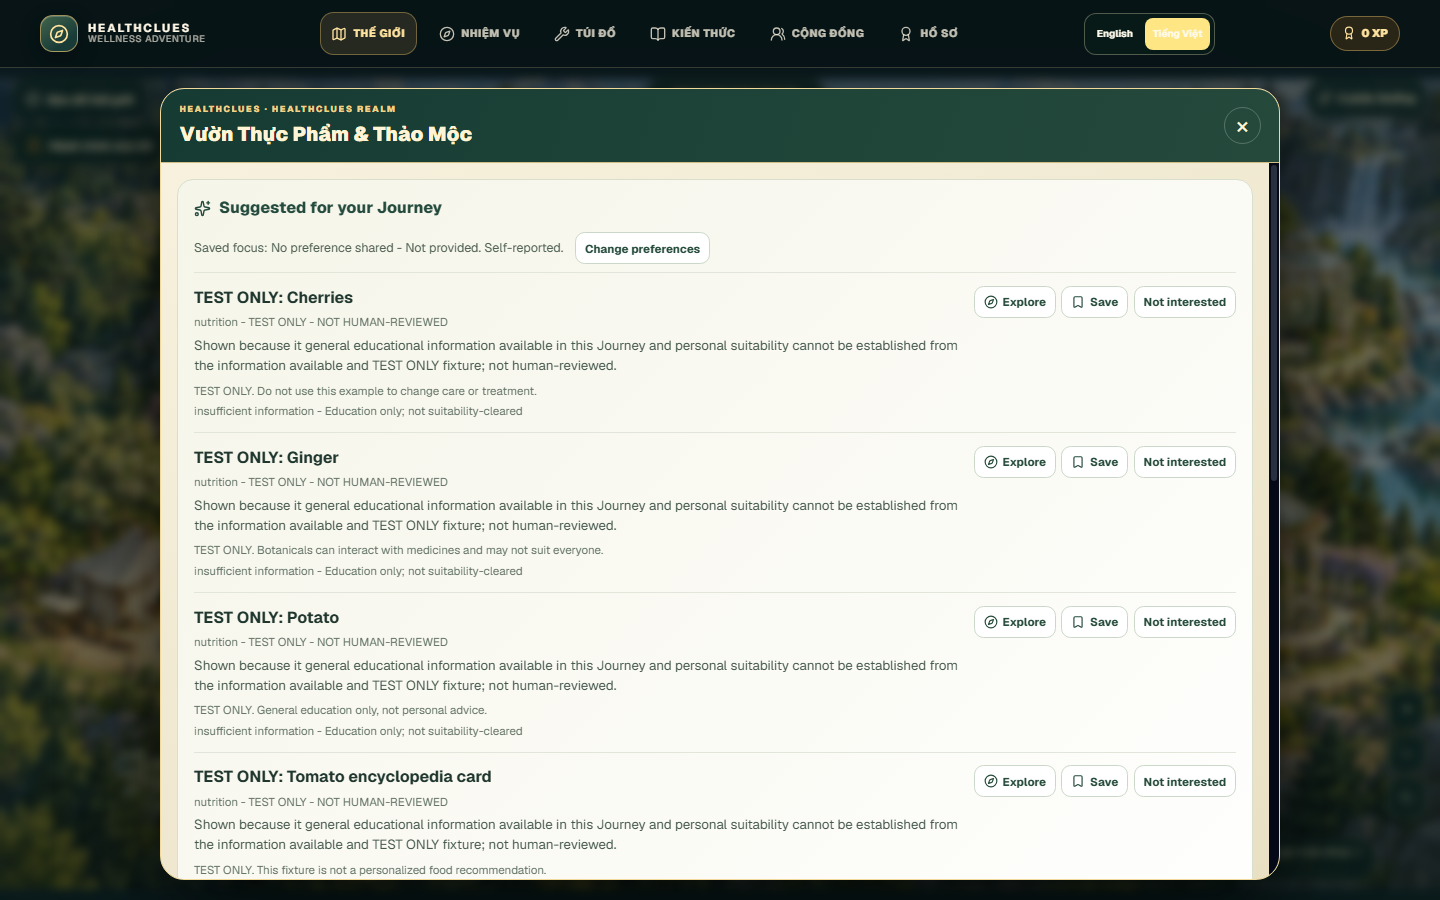 HEALTHCLUES
WELLNESS ADVENTURE
THẾ GIỚI
NHIỆM VỤ
TÚI ĐỒ
KIẾN THỨC
CỘNG ĐỒNG
HỒ SƠ
English
Tiếng Việt
0 XP
HEALTHCLUES · HEALTHCLUES REALM
Vườn Thực Phẩm & Thảo Mộc
Suggested for your Journey
Saved focus: No preference shared - Not provided. Self-reported.
Change preferences
TEST ONLY: Cherries
Explore
Save
Not interested
nutrition - TEST ONLY - NOT HUMAN-REVIEWED
Shown because it general educational information available in this Journey and personal suitability cannot be established from
the information available and TEST ONLY fixture; not human-reviewed.
TEST ONLY. Do not use this example to change care or treatment.
insufficient information - Education only; not suitability-cleared
TEST ONLY: Ginger
Explore
Save
Not interested
nutrition - TEST ONLY - NOT HUMAN-REVIEWED
Shown because it general educational information available in this Journey and personal suitability cannot be established from
the information available and TEST ONLY fixture; not human-reviewed.
TEST ONLY. Botanicals can interact with medicines and may not suit everyone.
insufficient information - Education only; not suitability-cleared
TEST ONLY: Potato
Explore
Save
Not interested
nutrition - TEST ONLY - NOT HUMAN-REVIEWED
Shown because it general educational information available in this Journey and personal suitability cannot be established from
the information available and TEST ONLY fixture; not human-reviewed.
TEST ONLY. General education only, not personal advice.
insufficient information - Education only; not suitability-cleared
TEST ONLY: Tomato encyclopedia card
Explore
Save
Not interested
nutrition - TEST ONLY - NOT HUMAN-REVIEWED
Shown because it general educational information available in this Journey and personal suitability cannot be established from
the information available and TEST ONLY fixture; not human-reviewed.
TEST ONLY. This fixture is not a personalized food recommendation.